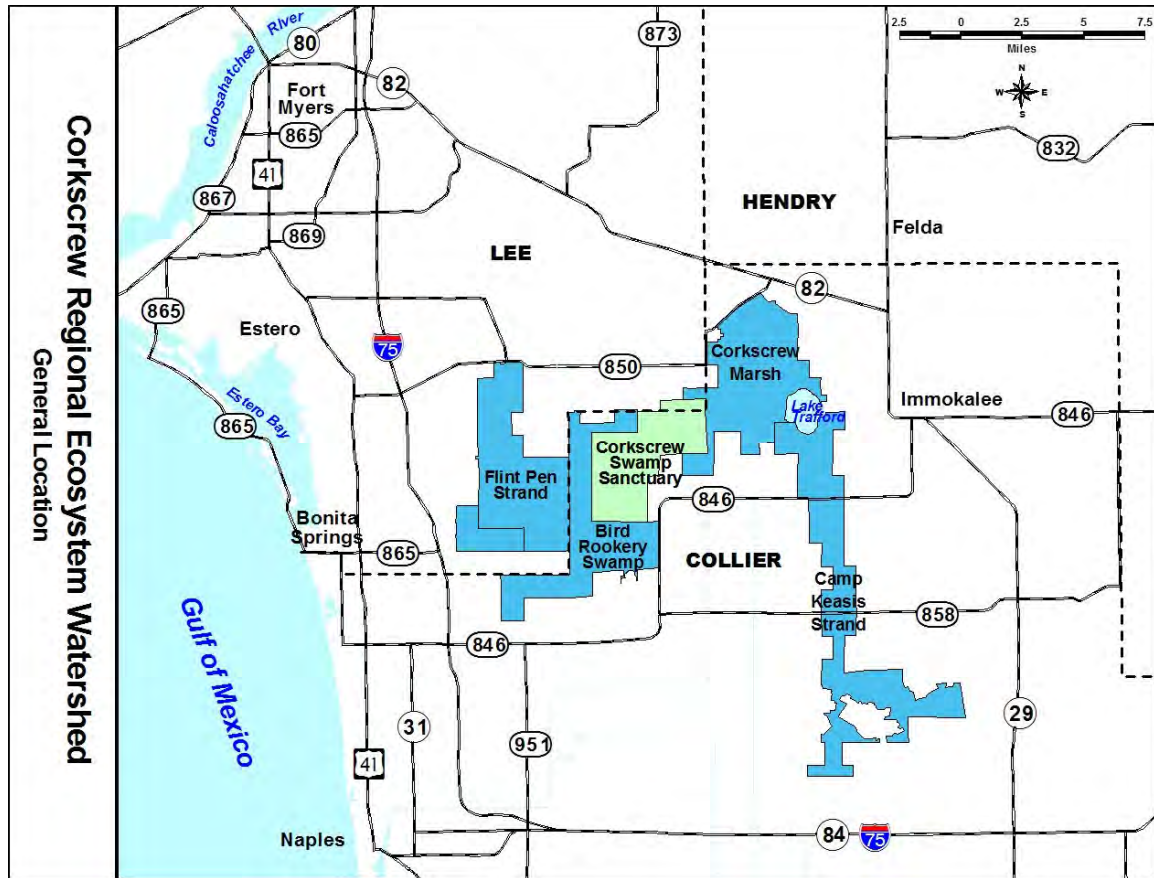 Corkscrew Regional Ecosystem Watershed
General Location
2.5
0
2.5
5
7.5
Miles
N
W
E
S
Caloosahatchee River
80
873
82
Fort
Myers
865
832
41
867
HENDRY
869
Felda
LEE
82
865
Estero
75
Corkscrew
Marsh
850
Estero Bay
Lake
Trafford
Immokalee
846
865
Corkscrew
Swamp
Sanctuary
Flint Pen
Strand
846
Bonita
Springs
865
Bird
Rookery
Swamp
COLLIER
Camp
Keasis
Strand
858
846
Gulf of Mexico
31
951
29
41
Naples
84
75